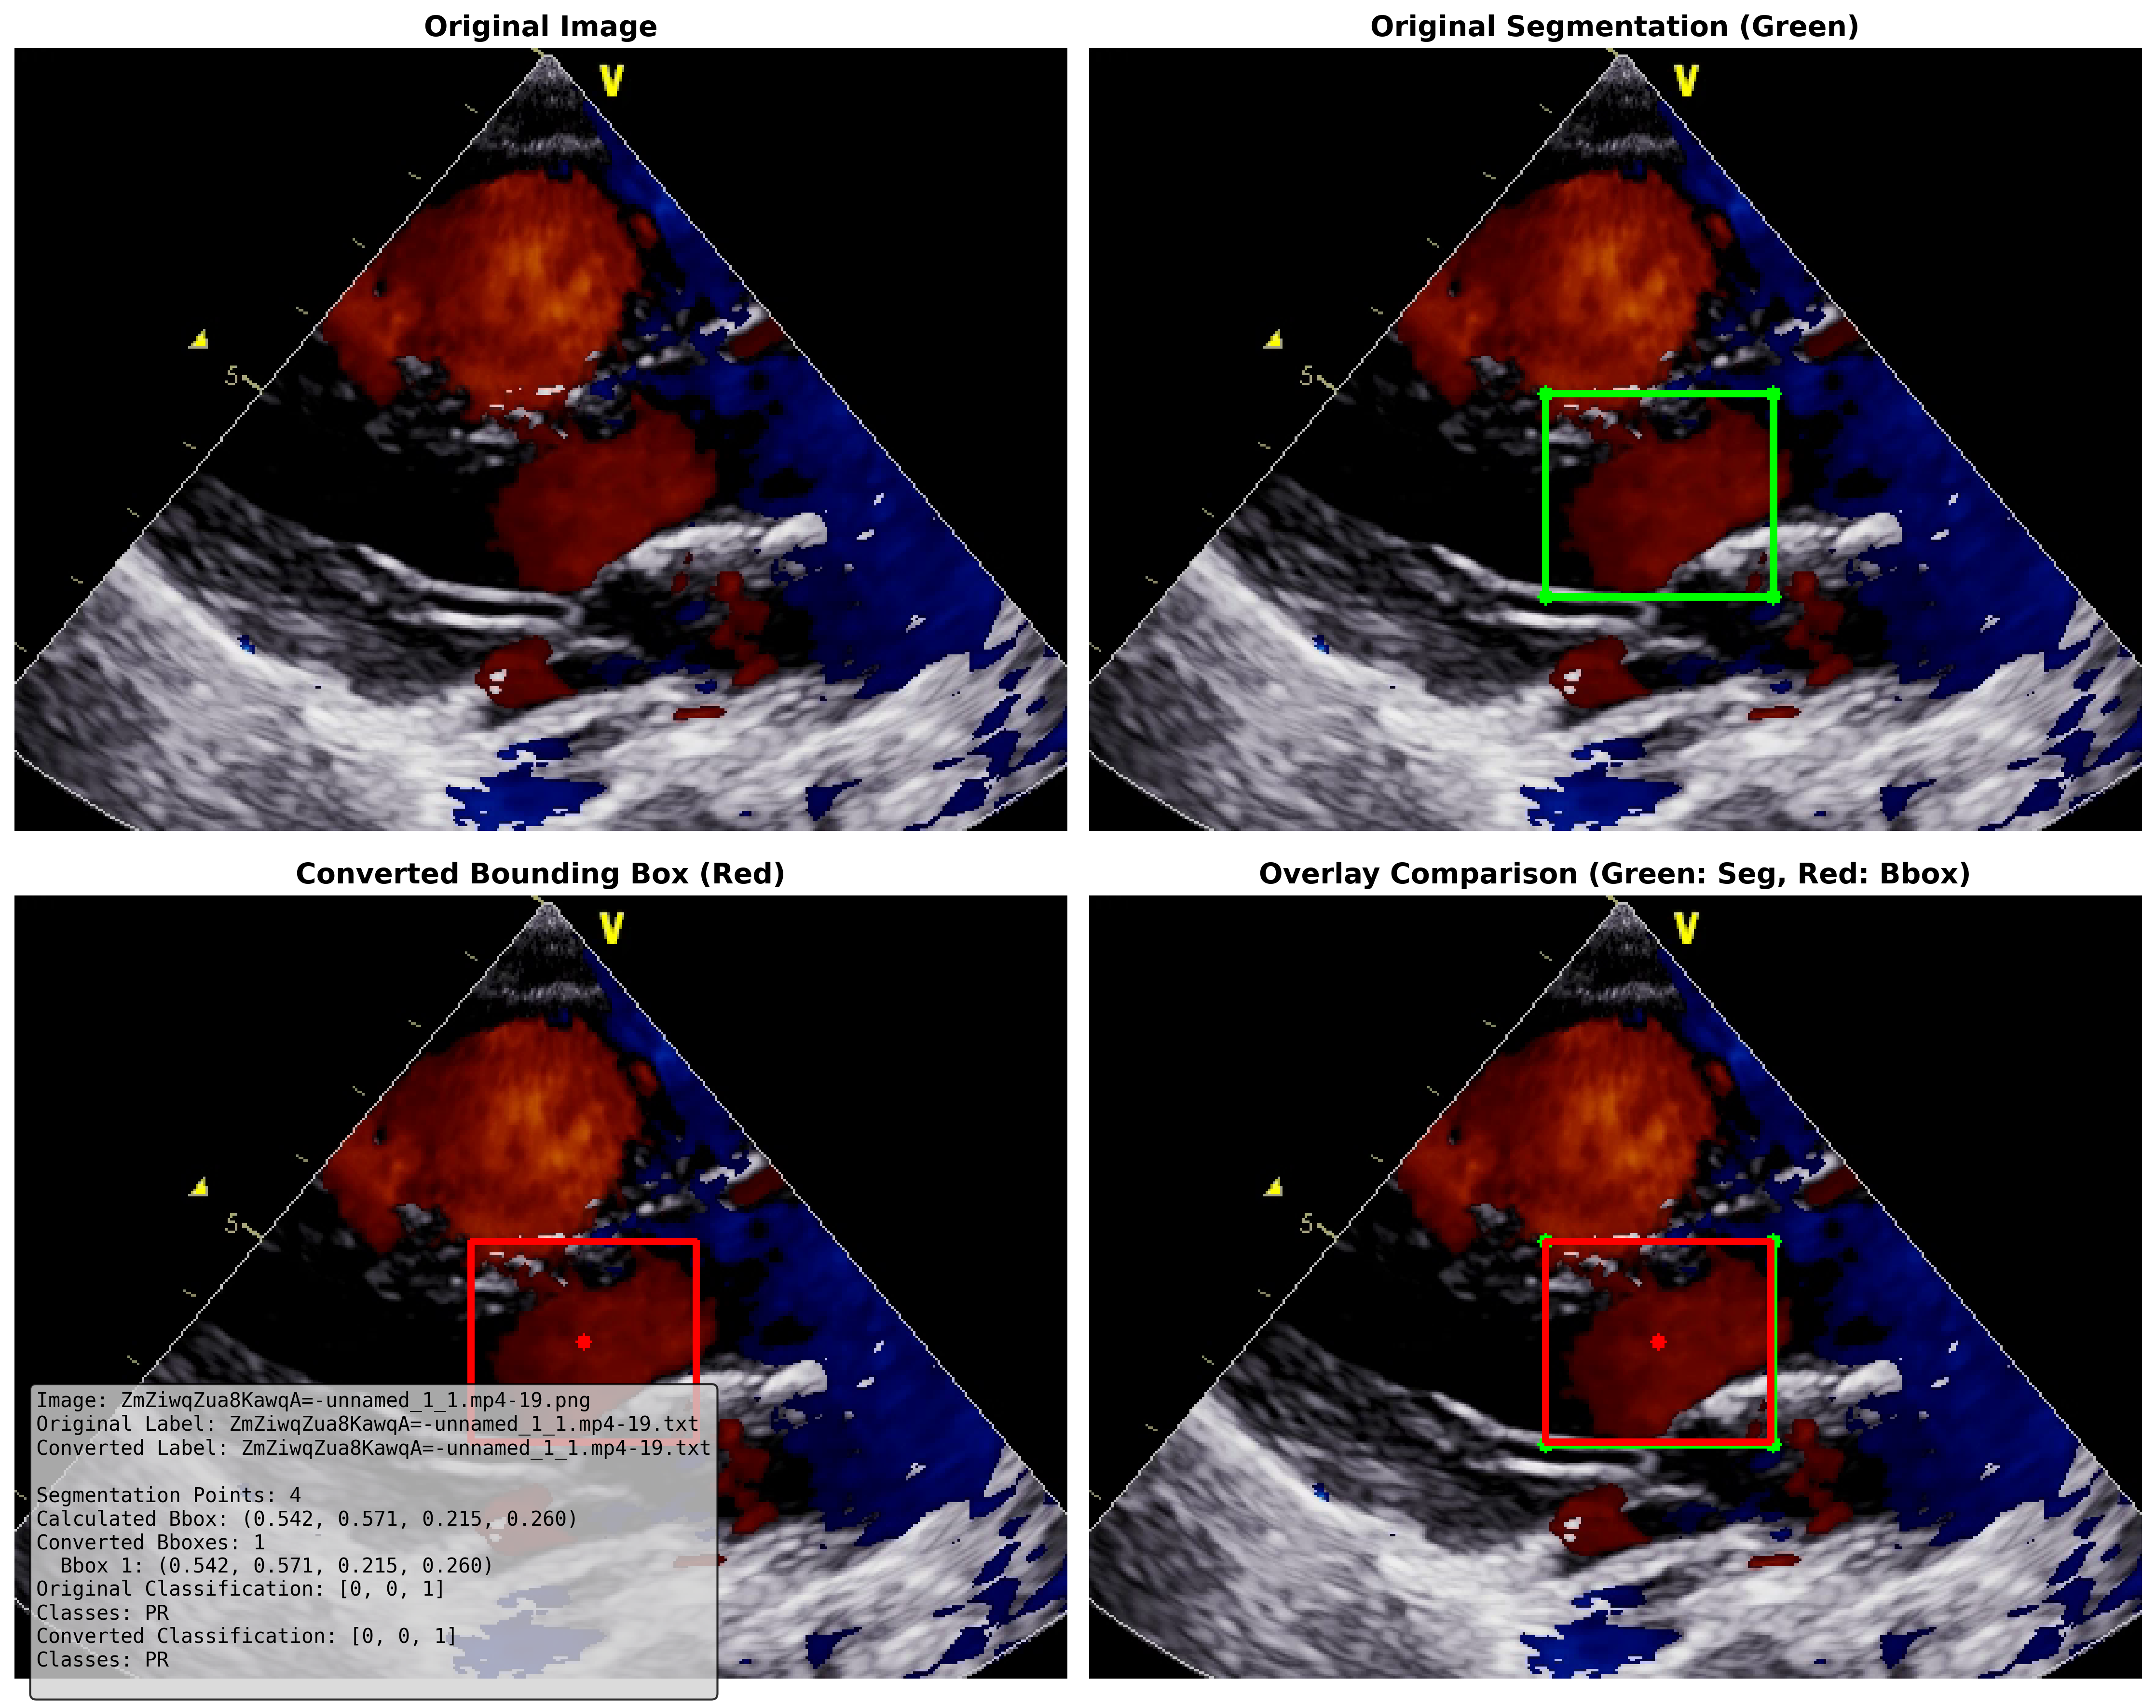 Original Image
Original Segmentation (Green)
V
5
V
5
Converted Bounding Box (Red)
Overlay Comparison (Green: Seg, Red: Bbox)
V
5
V
5
Image: ZmZiwqZua8KawqA=-unnamed_1_1.mp4-19.png
Original Label: ZmZiwqZua8KawqA=-unnamed_1_1.mp4-19.txt
Converted Label: ZmZiwqZua8KawqA=-unnamed_1_1.mp4-19.txt
Segmentation Points: 4
Calculated Bbox: (0.542, 0.571, 0.215, 0.260)
Converted Bboxes: 1
Bbox 1: (0.542, 0.571, 0.215, 0.260)
Original Classification: [0, 0, 1]
Classes: PR
Converted Classification: [0, 0, 1]
Classes: PR